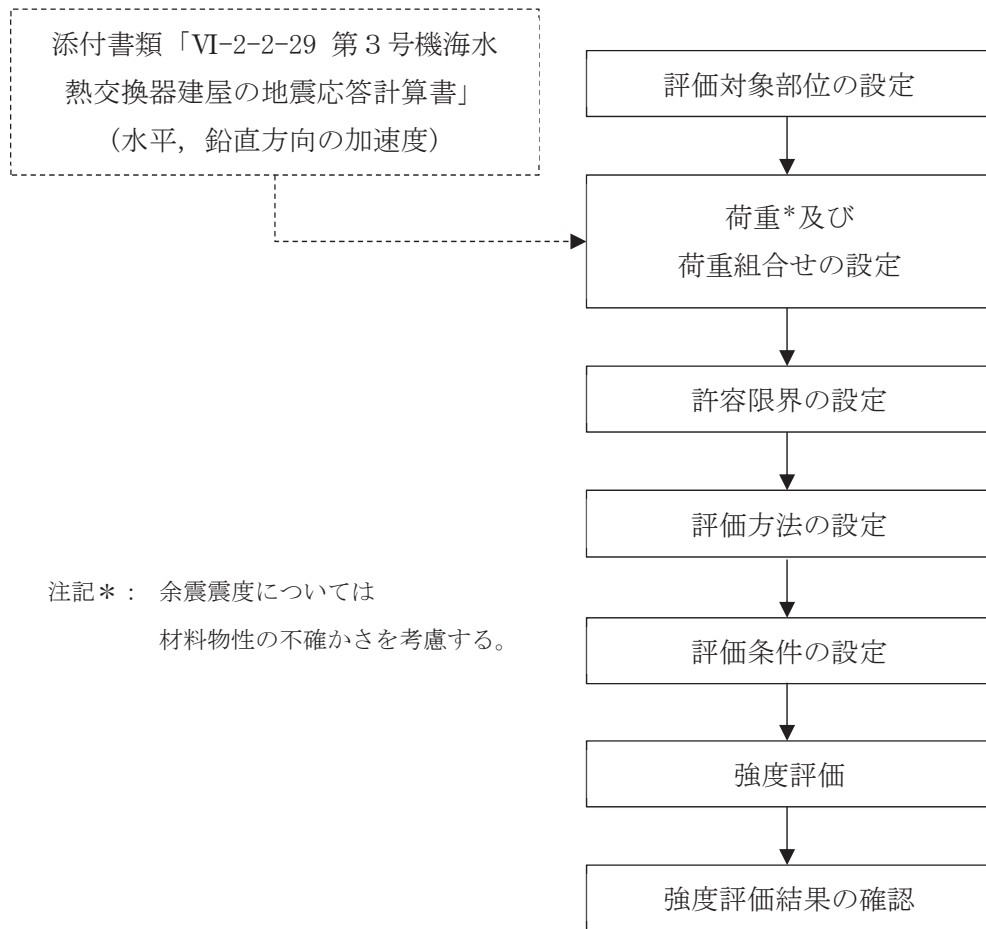 添付書類「Ⅵ-2-2-29 第3号機海水
熱交換器建屋の地震応答計算書」
（水平，鉛直方向の加速度）
評価対象部位の設定
荷重*及び
荷重組合せの設定
許容限界の設定
評価方法の設定
注記＊： 余震震度については
材料物性の不確かさを考慮する。
評価条件の設定
強度評価
強度評価結果の確認